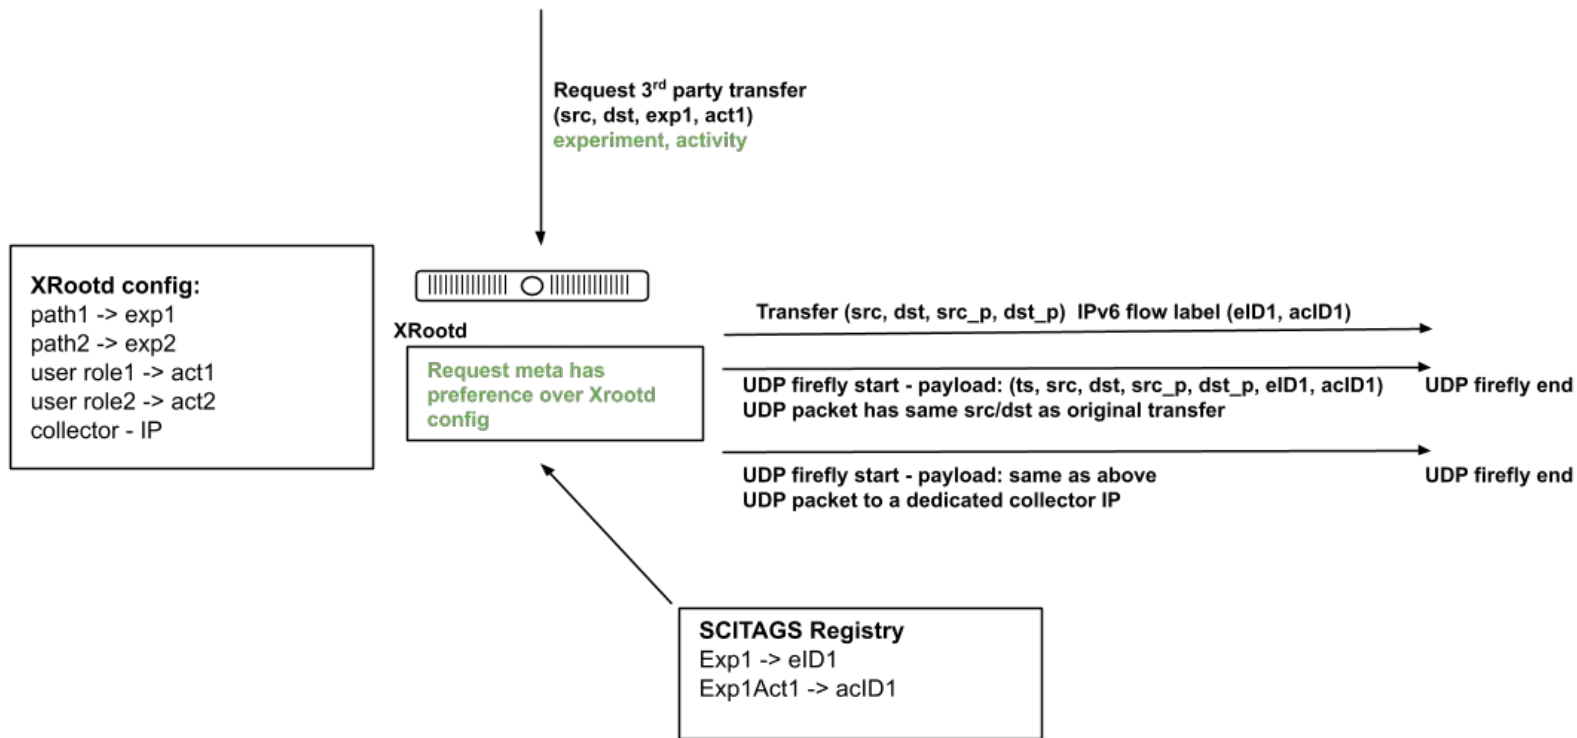 Request 3rd party transfer
(src, dst, exp1, act1)
experiment, activity
XRootd config:
path1 -> exp1
path2 -> exp2
user role1 -> act1
user role2 -> act2
collector - IP
XRootd
Request meta has
preference over Xrootd
config
Transfer (src, dst, src_p, dst_p)  IPv6 flow label (eID1, acID1)
UDP firefly start - payload: (ts, src, dst, src_p, dst_p, eID1, acID1)
UDP packet has same src/dst as original transfer
UDP firefly end
UDP firefly start - payload: same as above
UDP packet to a dedicated collector IP
UDP firefly end
SCITAGS Registry
Exp1 -> eID1
Exp1Act1 -> acID1